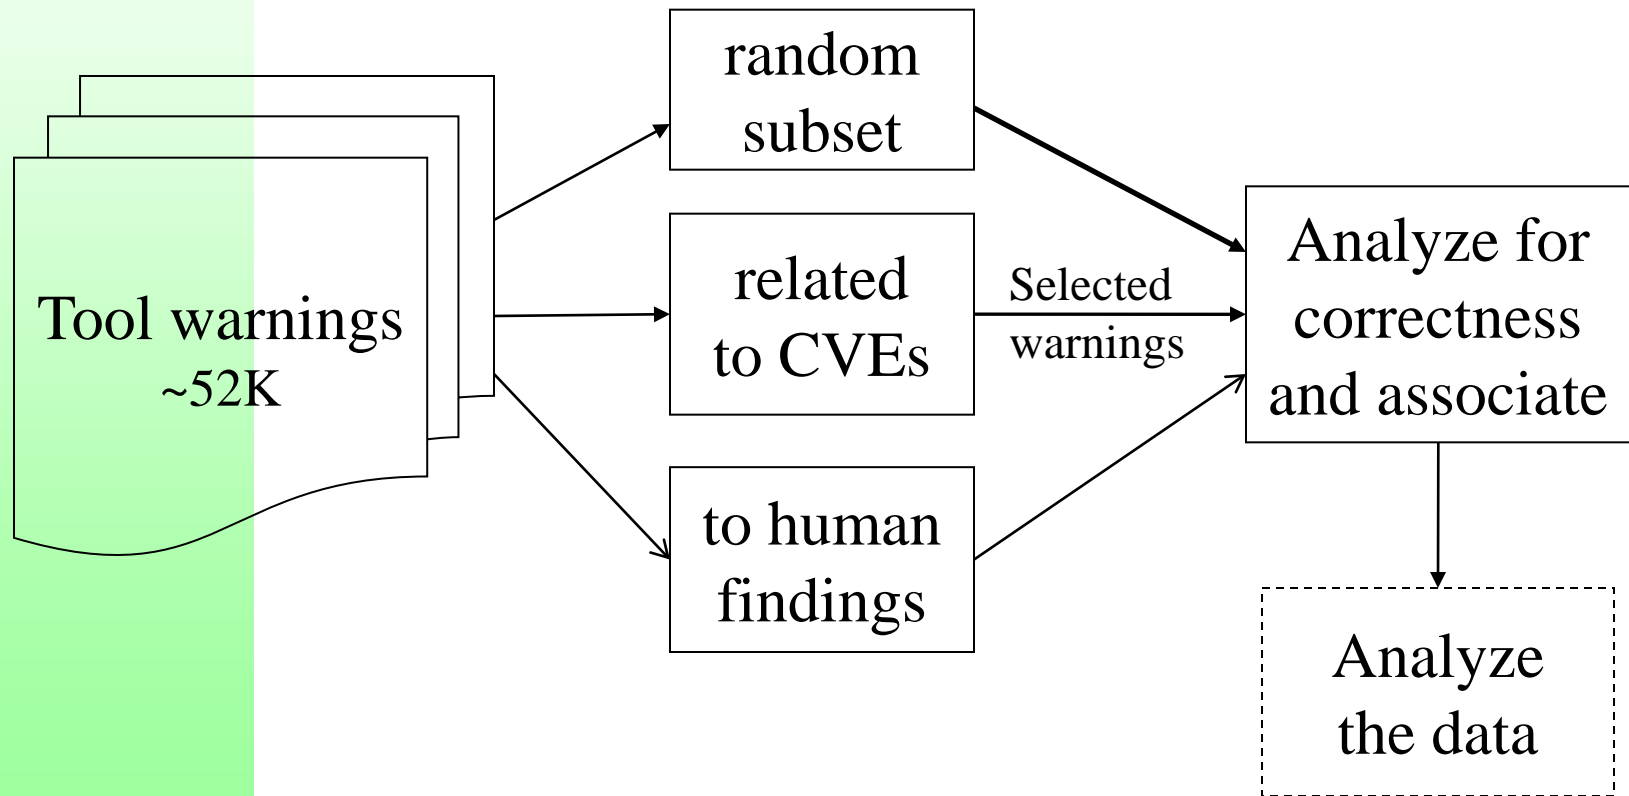 Tool warnings
~52K
random
subset
related
to CVEs
to human
findings
Selected
warnings
Analyze for
correctness
and associate
Analyze
the data